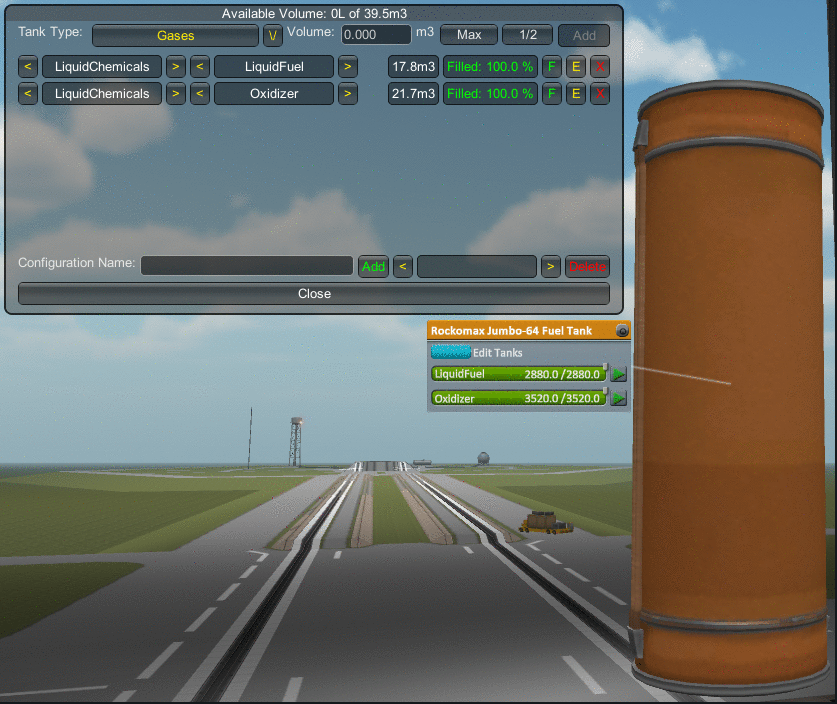 Available Volume: 0L of 39.5m3
Tank Type: Gases \/ Volume: 0.000 m3 Max 1/2 Add
< LiquidChemicals > < LiquidFuel > 17.8m3 Filled: 100.0 % F E X
< LiquidChemicals > < Oxidizer > 21.7m3 Filled: 100.0 % F E X
Configuration Name: Add < > Delete
Close
Rockomax Jumbo-64 Fuel Tank
Edit Tanks
LiquidFuel 2880.0 /2880.0
Oxidizer 3520.0 /3520.0